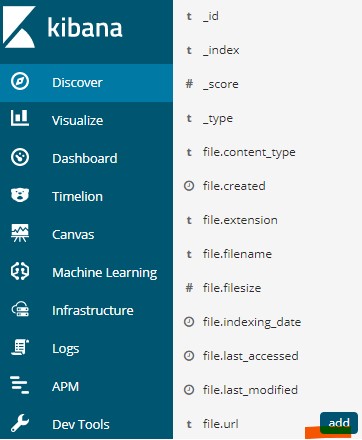 kibana
Discover
Visualize
Dashboard
Timelion
Canvas
Machine Learning
Infrastructure
Logs
APM
Dev Tools
t _id
t _index
# _score
t _type
t file.content_type
file.created
t file.extension
t file.filename
# file.filesize
file.indexing_date
file.last_accessed
file.last_modified
t file.url add